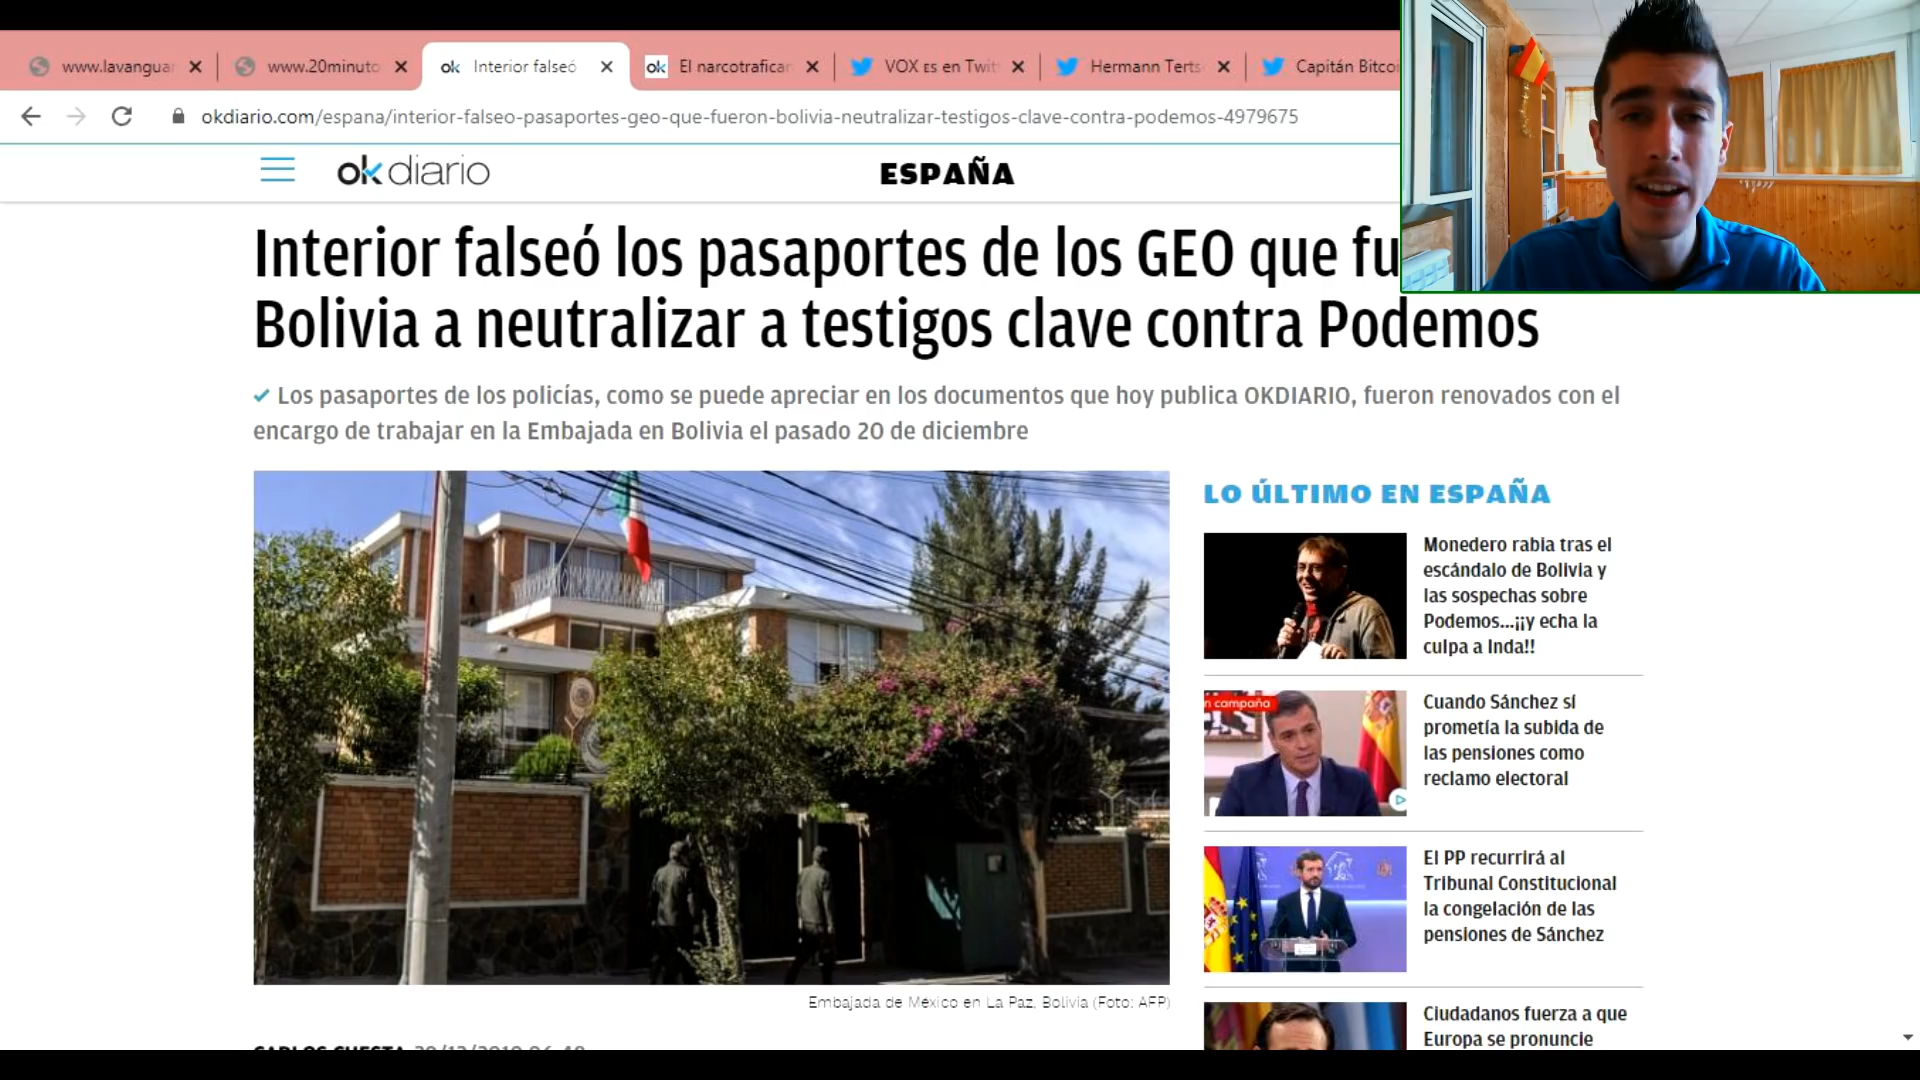 www.lavangua
www.20minuto
ok Interior falseó
ok El narcotrafica
VOX ES en Twit
Hermann Terts
Capitán Bitco
okdiario.com/espana/interior-falseo-pasaportes-geo-que-fueron-bolivia-neutralizar-testigos-clave-contra-podemos-4979675
okdiario
ESPAÑA
Interior falseó los pasaportes de los GEO que fu
Bolivia a neutralizar a testigos clave contra Podemos
Los pasaportes de los policías, como se puede apreciar en los documentos que hoy publica OKDIARIO, fueron renovados con el
encargo de trabajar en la Embajada en Bolivia el pasado 20 de diciembre
Embajada de México en La Paz, Bolivia (Foto: AFP)
LO ÚLTIMO EN ESPAÑA
Monedero rabia tras el
escándalo de Bolivia y
las sospechas sobre
Podemos...¡¡y echa la
culpa a Inda!!
n campaña
Cuando Sánchez sí
prometía la subida de
las pensiones como
reclamo electoral
El PP recurrirá al
Tribunal Constitucional
la congelación de las
pensiones de Sánchez
Ciudadanos fuerza a que
Europa se pronuncie